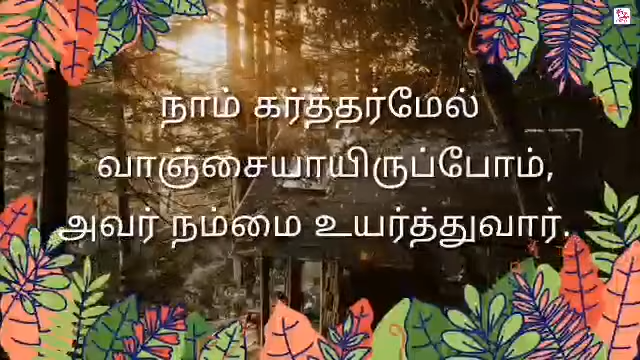 நாம் கர்த்தர்மேல்
வாஞ்சையாயிருப்போம்,
அவர் நம்மை உயர்த்துவார்.